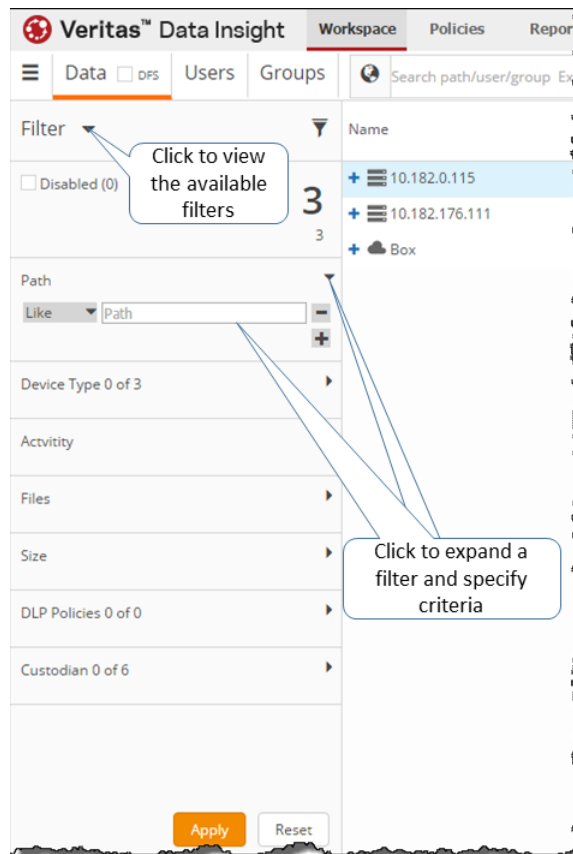 Veritas™ Data Insight
Workspace
Policies
Repor
Data
DFS
Users
Groups
Search path/user/group Ex
Filter
Name
Click to view
the available
filters
Disabled (0)
3
3
10.182.0.115
10.182.176.111
Box
Path
Like
Path
Device Type 0 of 3
Actvitity
Files
Size
Click to expand a
filter and specify
criteria
DLP Policies 0 of 0
Custodian 0 of 6
Apply
Reset